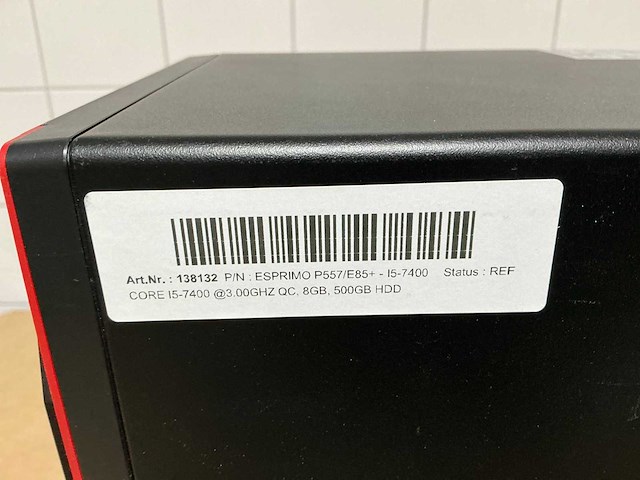 Art.Nr. : 138132 P/N : ESPRIMO P557/E85+ - I5-7400 Status : REF
CORE I5-7400 @3.00GHZ QC, 8GB, 500GB HDD